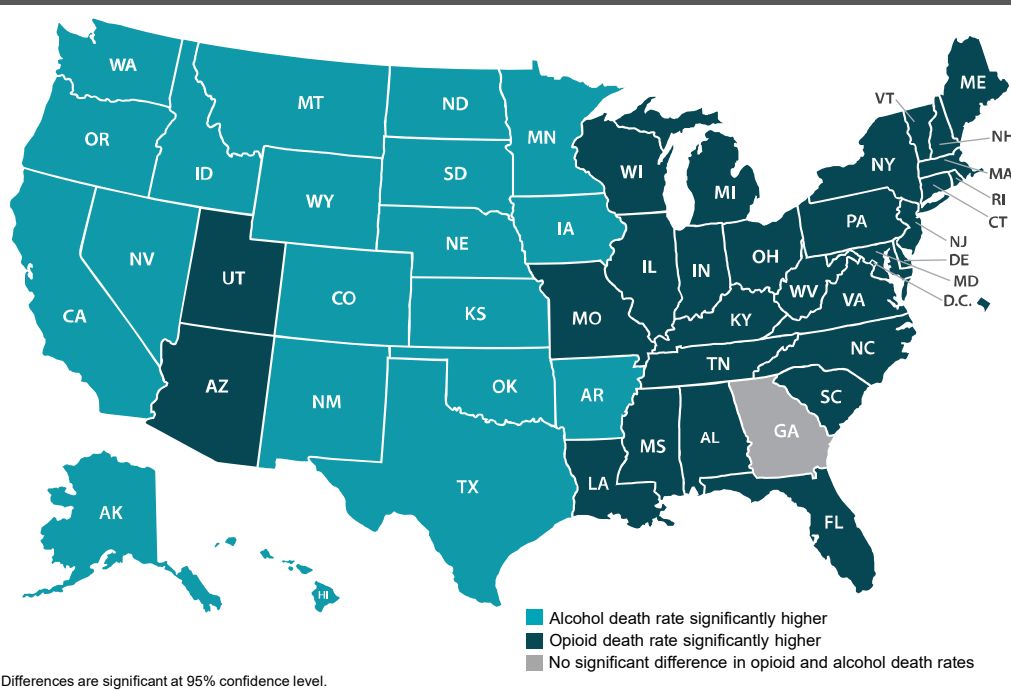 WA
MT
ND
MN
ME
VT
OR
ID
SD
WI
MI
NY
NH
MA
RI
CT
WY
NE
IA
PA
NJ
DE
MD
D.C.
NV
UT
CO
KS
MO
IL
IN
OH
WV
VA
KY
CA
AZ
NM
OK
AR
TN
NC
SC
MS
AL
GA
TX
LA
FL
AK
HI
Alcohol death rate significantly higher
Opioid death rate significantly higher
No significant difference in opioid and alcohol death rates
Differences are significant at 95% confidence level.